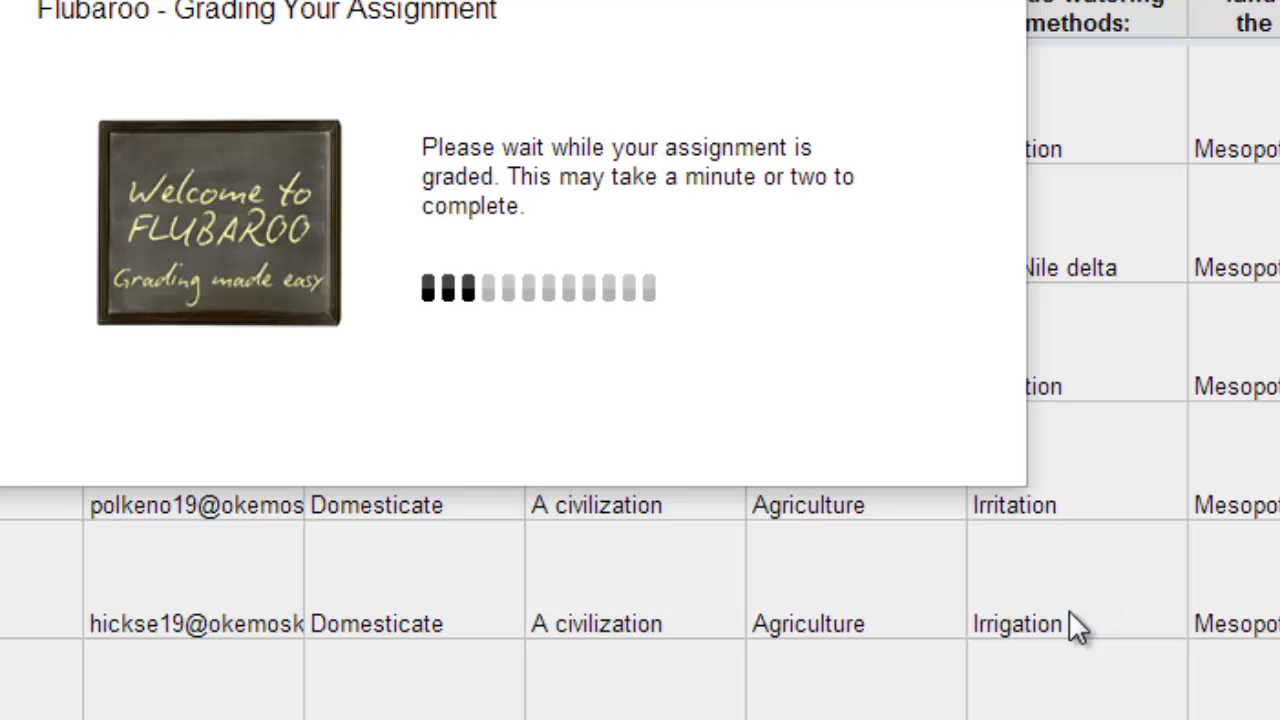 Flubaroo - Grading Your Assignment
watering
methods:
the
Welcome to
FLUBAROO
Grading made easy
Please wait while your assignment is
graded. This may take a minute or two to
complete.
tion Mesopot
Nile delta Mesopot
tion Mesopot
polkeno19@okemos Domesticate A civilization Agriculture Irritation Mesopot
hickse19@okemosk Domesticate A civilization Agriculture Irrigation Mesopot